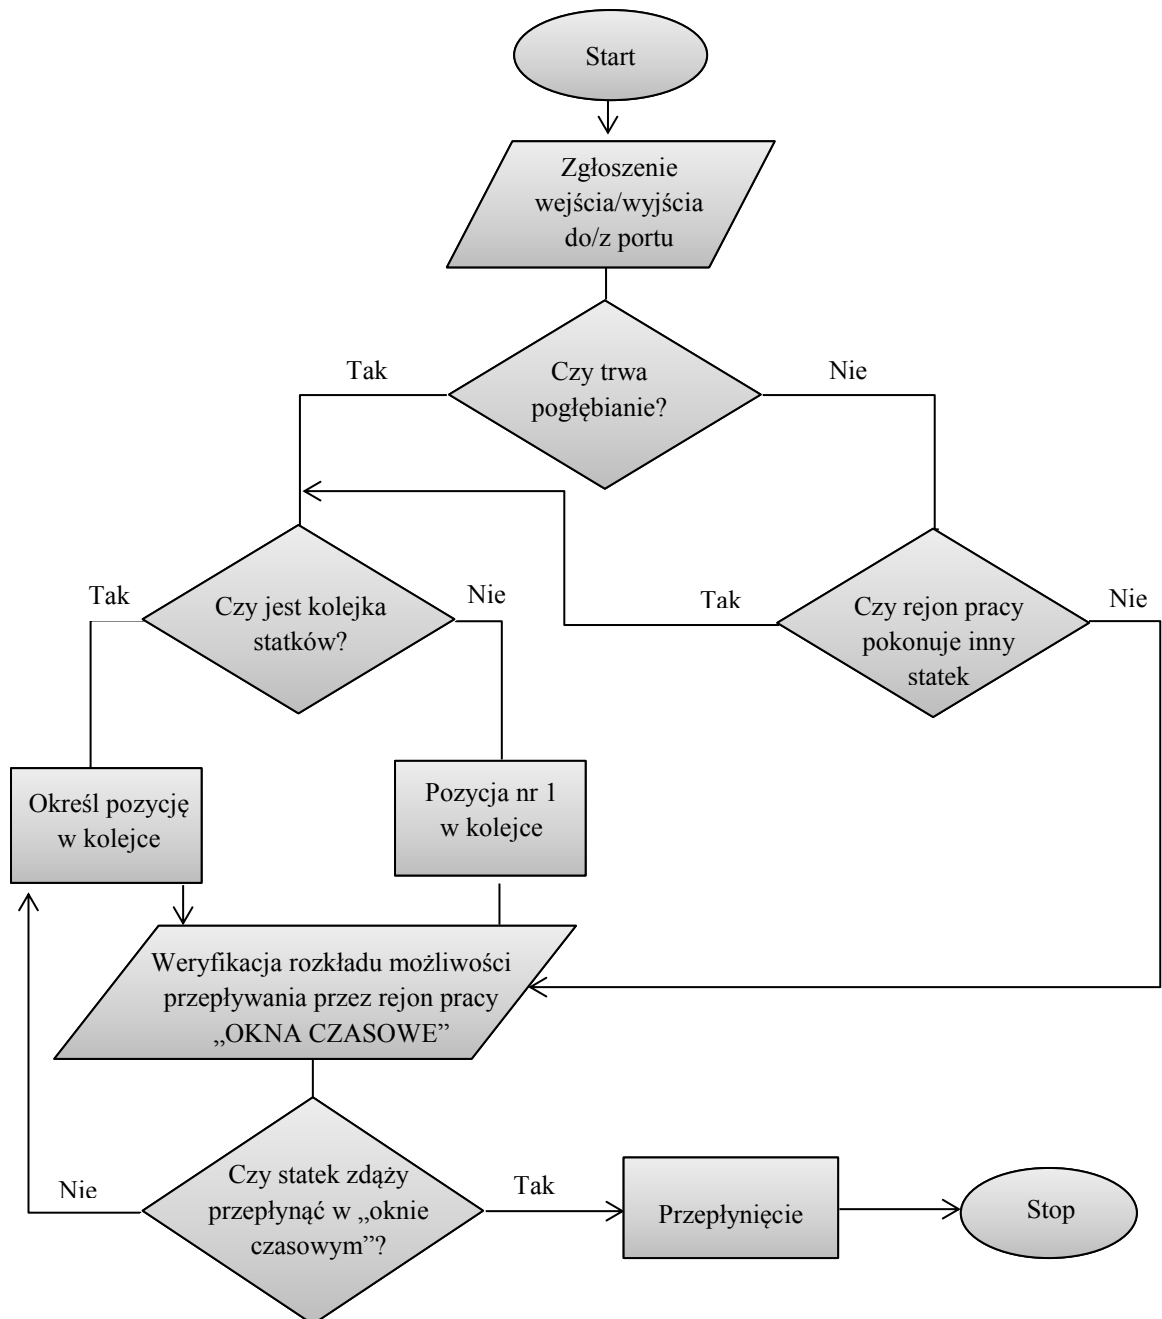 Start
Zgłoszenie
wejścia/wyjścia
do/z portu
Tak
Czy trwa
pogłębianie?
Nie
Tak
Czy jest kolejka
statków?
Nie
Tak
Czy rejon pracy
pokonuje inny
statek
Nie
Określ pozycję
w kolejce
Pozycja nr 1
w kolejce
Weryfikacja rozkładu możliwości
przepływania przez rejon pracy
„OKNA CZASOWE”
Nie
Czy statek zdąży
przepłynąć w „oknie
czasowym”?
Tak
Przepłynięcie
Stop